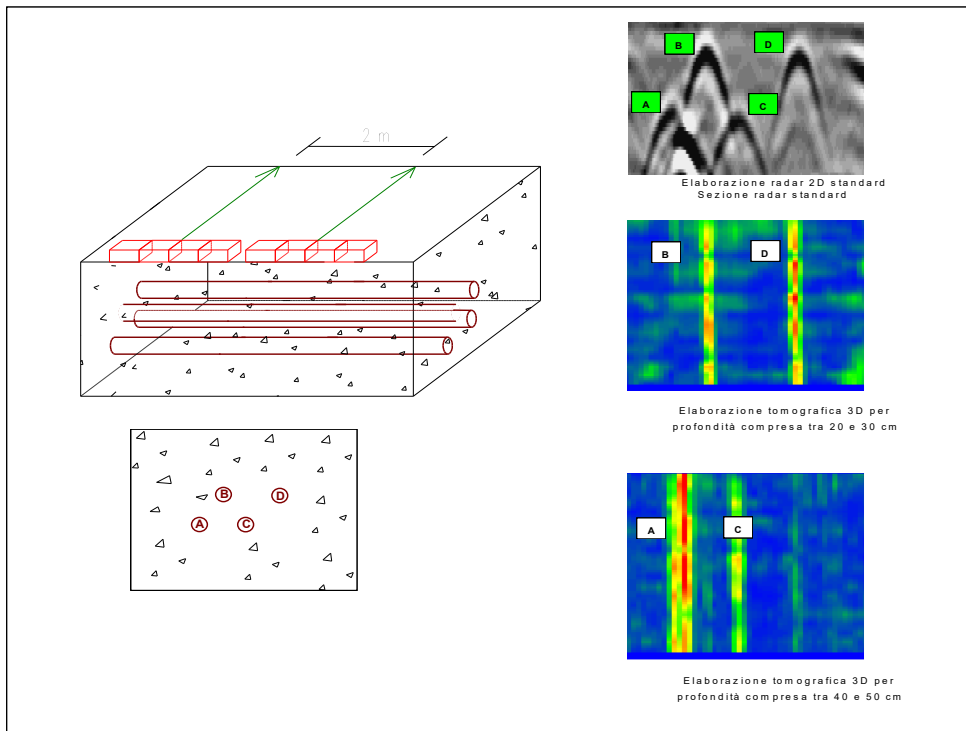 2 m
B
D
A
C
Elaborazione radar 2D standard
Sezione radar standard
B
D
Elaborazione tomografica 3D per
profondità compresa tra 20 e 30 cm
B
D
A
C
A
C
Elaborazione tomografica 3D per
profondità compresa tra 40 e 50 cm